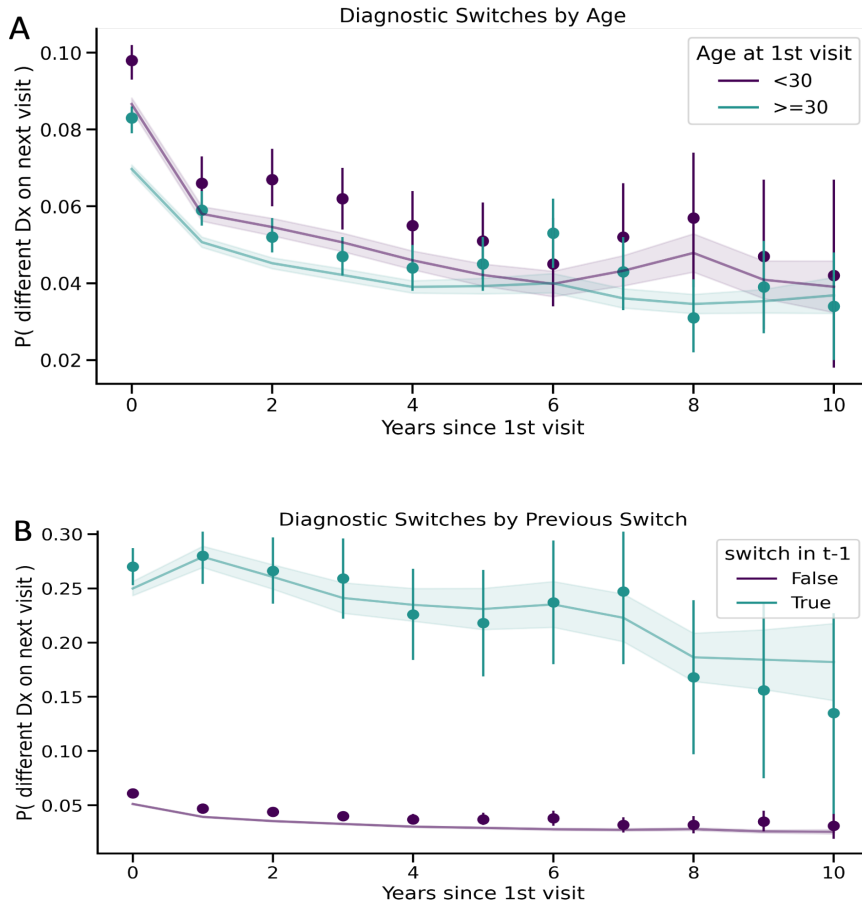 A
Diagnostic Switches by Age
P( different Dx on next visit )
0.10
0.08
0.06
0.04
0.02
Age at 1st visit
<30
>=30
0 2 4 6 8 10
Years since 1st visit
B
Diagnostic Switches by Previous Switch
P( different Dx on next visit )
0.30
0.25
0.20
0.15
0.10
0.05
switch in t-1
False
True
0 2 4 6 8 10
Years since 1st visit